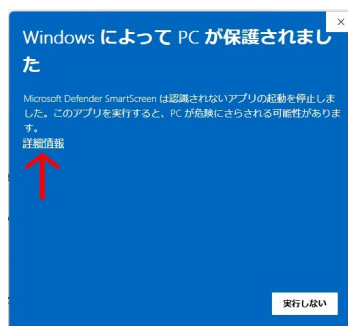 Windows によって PC が保護されまし
た
Microsoft Defender SmartScreen は認識されないアプリの起動を停止しま
した。このアプリを実行すると、PC が危険にさらされる可能性がありま
す。
詳細情報
実行しない